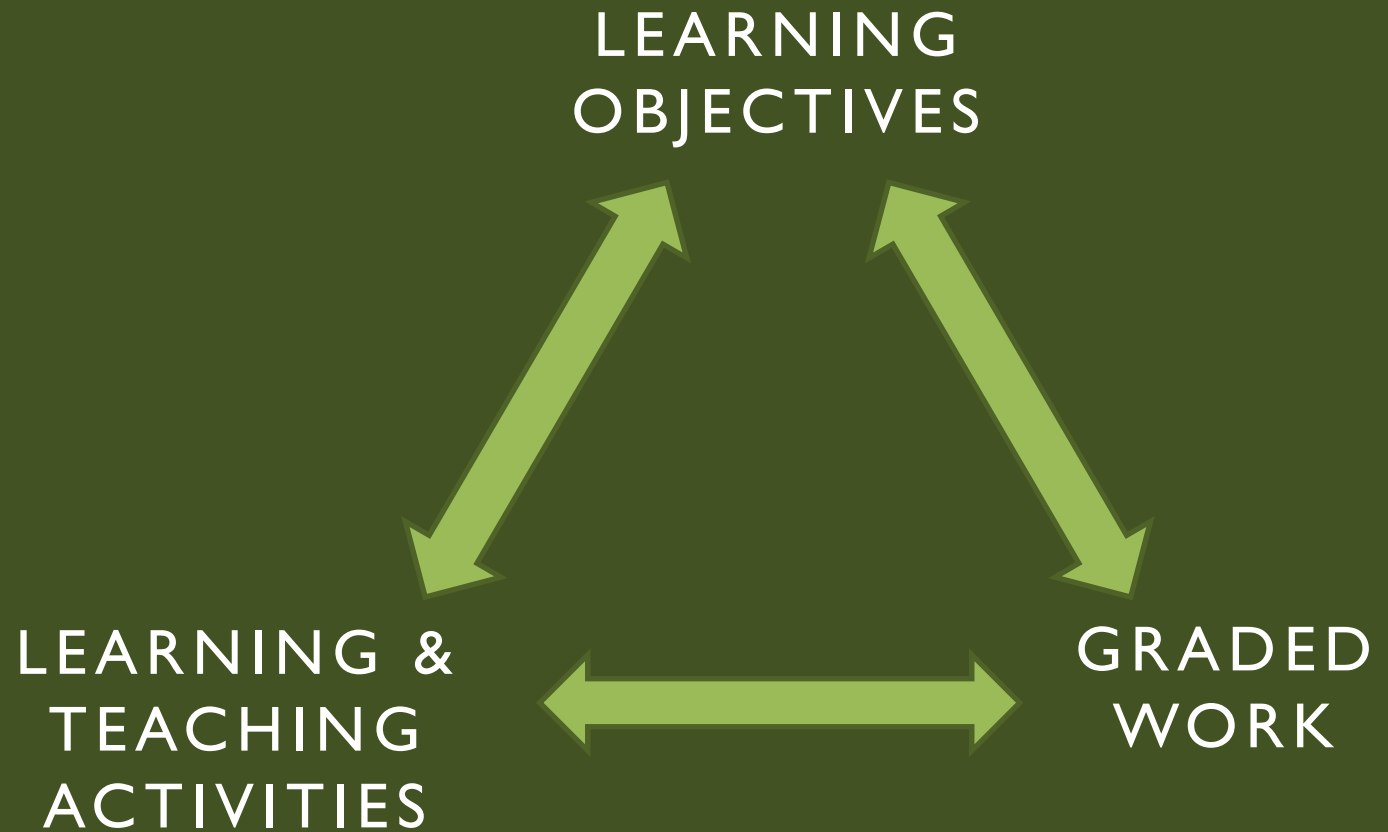 LEARNING
OBJECTIVES
LEARNING &
TEACHING
ACTIVITIES
GRADED
WORK